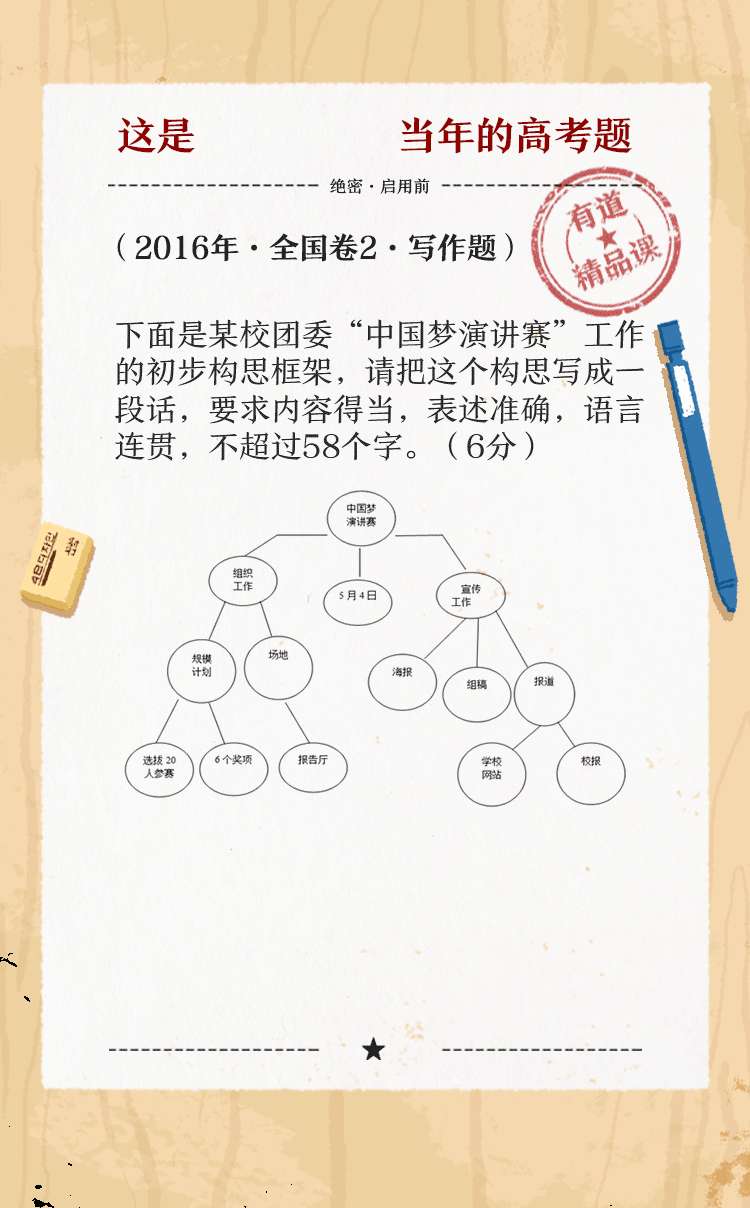 这是 当年的高考题
绝密·启用前
（2016年·全国卷2·写作题）
有道
精品课
下面是某校团委“中国梦演讲赛”工作
的初步构思框架，请把这个构思写成一
段话，要求内容得当，表述准确，语言
连贯，不超过58个字。（6分）
中国梦
演讲赛
组织
工作
5月4日
宣传
工作
规模
计划
场地
海报
组稿
报道
选拔20
人参赛
6个奖项
报告厅
学校
网站
校报